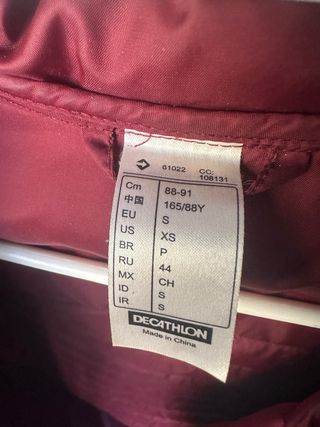 61022 CC: 108131
Cm 88-91
中国 165/88Y
EU S
US XS
BR P
RU 44
MX CH
ID S
IR S
DECATHLON
Made in China